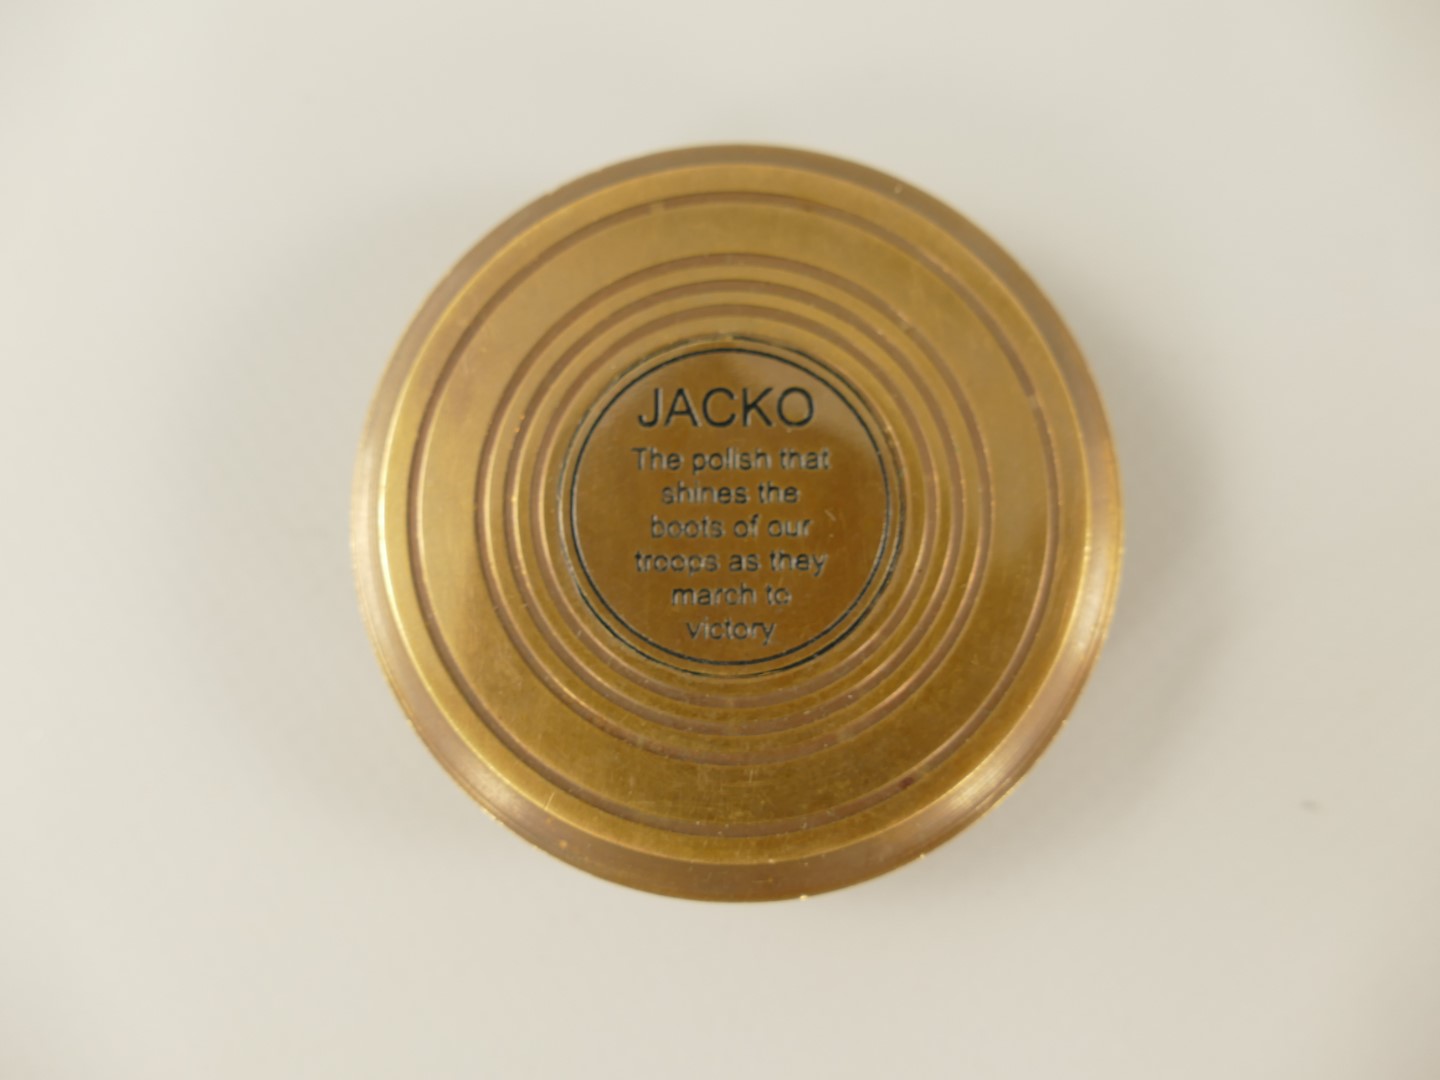 JACKO
The polish that
shines the
boots of our
troops as they
march to
victory